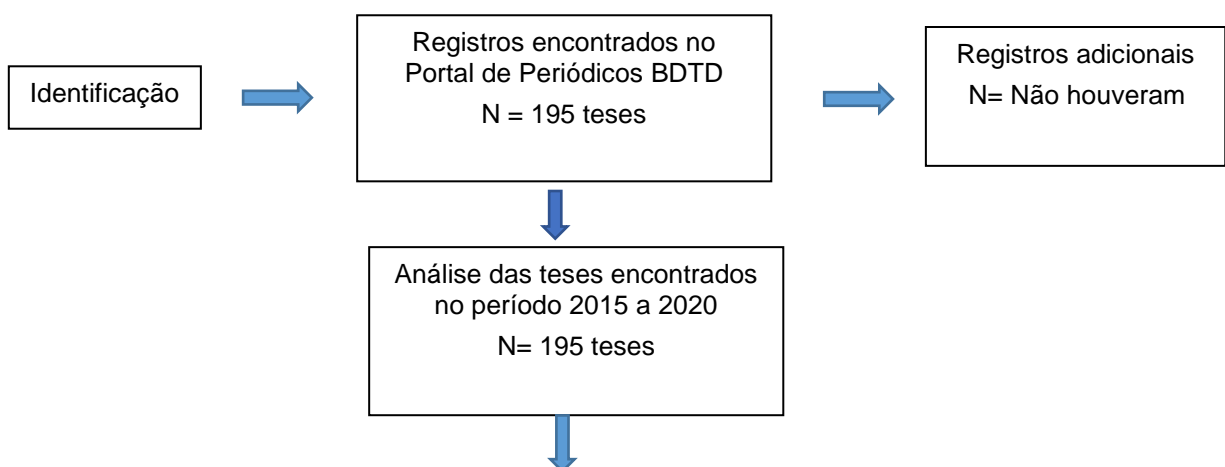 Identificação
Registros encontrados no
Portal de Periódicos BDTD
N = 195 teses
Registros adicionais
N= Não houveram
Análise das teses encontrados
no período 2015 a 2020
N= 195 teses